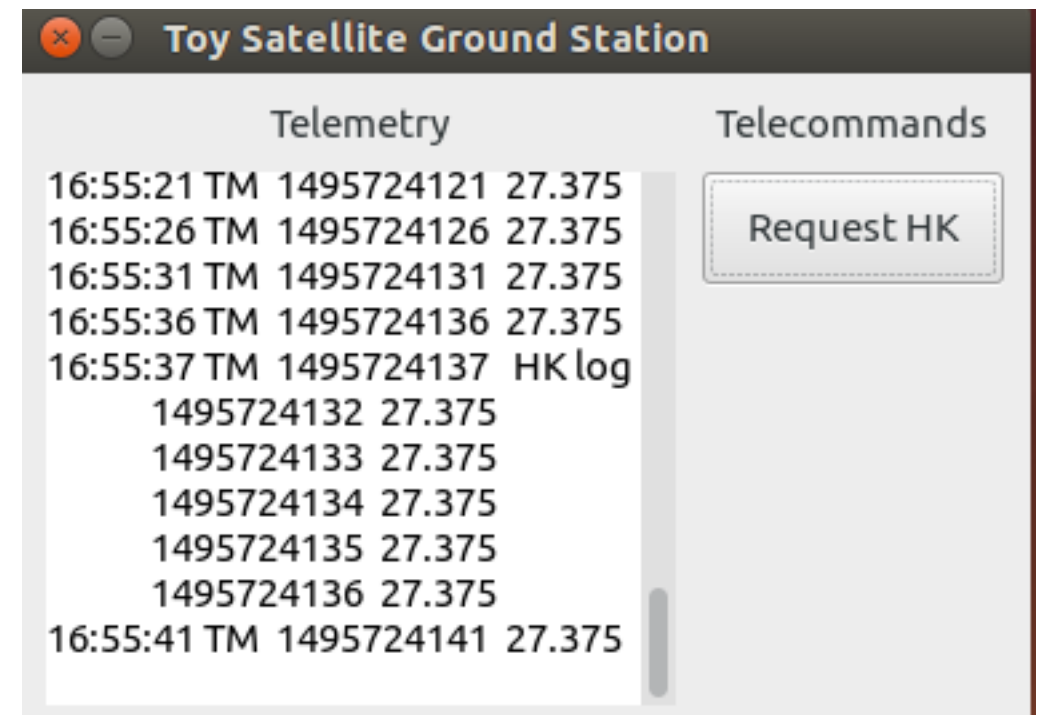 Toy Satellite Ground Station
Telemetry
Telecommands
16:55:21 TM 1495724121 27.375
Request HK
16:55:26 TM 1495724126 27.375
16:55:31 TM 1495724131 27.375
16:55:36 TM 1495724136 27.375
16:55:37 TM 1495724137 HK log
1495724132 27.375
1495724133 27.375
1495724134 27.375
1495724135 27.375
1495724136 27.375
16:55:41 TM 1495724141 27.375